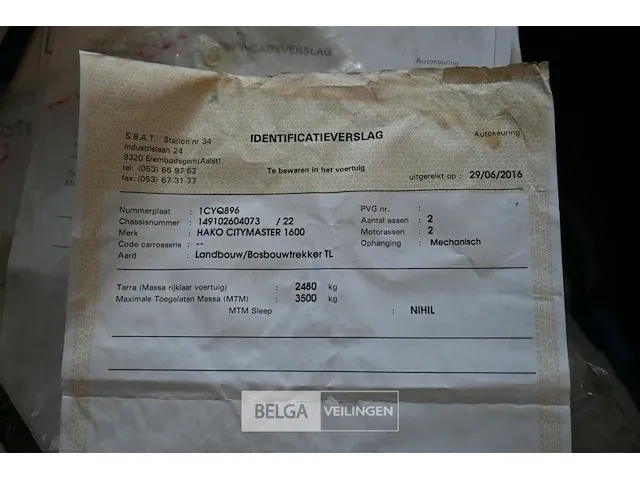 IDENTIFICATIEVERSLAG
Autokeuring
S.B.A.T. Station nr 34
Industrielaan 24
9320 Erembodegem(Aalst)
tel: (053) 66 97 62
fax: (053) 67 31 77
IDENTIFICATIEVERSLAG
Autokeuring
Te bewaren in het voertuig
uitgereikt op : 29/06/2016
Nummerplaat : 1CYQ896
PVG nr. :
Chassisnummer : 149102604073 / 22
Aantal assen : 2
Merk : HAKO CITYMASTER 1600
Motorassen : 2
Code carrosserie : --
Ophanging : Mechanisch
Aard : Landbouw/Bosbouwtrekker TL
Tarra (Massa rijklaar voertuig) : 2480 kg
Maximale Toegelaten Massa (MTM) : 3500 kg
MTM Sleep : NIHIL
BELGA VEILINGEN